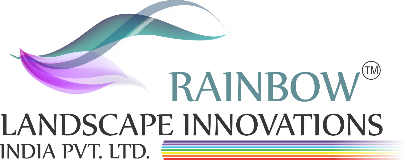 RAINBOW™
LANDSCAPE INNOVATIONS
INDIA PVT. LTD.